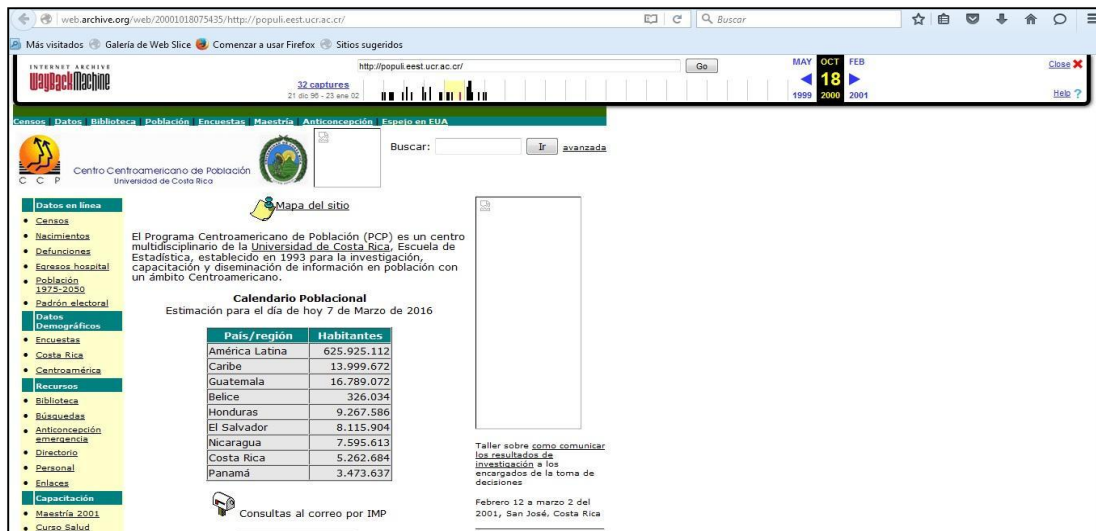 web.archive.org/web/20001018075435/http://populi.eest.ucr.ac.cr/
Buscar
Más visitados Galería de Web Slice Comenzar a usar Firefox Sitios sugeridos
INTERNET ARCHIVE
WayBackMachine
http://populi.eest.ucr.ac.cr/
Go
32 captures
21 dic 96 - 23 ene 02
MAY OCT FEB
18
1999 2000 2001
Close
Help ?
Censos | Datos | Biblioteca | Población | Encuestas | Maestría | Anticoncepción | Espejo en EUA
C C P
Centro Centroamericano de Población
Universidad de Costa Rica
Buscar:
Ir
avanzada
Datos en línea
Censos
Nacimientos
Defunciones
Egresos hospital
Población
1975-2050
Padrón electoral
Datos
Demográficos
Encuestas
Costa Rica
Centroamérica
Recursos
Biblioteca
Búsquedas
Anticoncepción
emergencia
Directorio
Personal
Enlaces
Capacitación
Maestría 2001
Curso Salud
Mapa del sitio
El Programa Centroamericano de Población (PCP) es un centro
multidisciplinario de la Universidad de Costa Rica, Escuela de
Estadística, establecido en 1993 para la investigación,
capacitación y diseminación de información en población con
un ámbito Centroamericano.
Calendario Poblacional
Estimación para el día de hoy 7 de Marzo de 2016
País/región Habitantes
América Latina 625.925.112
Caribe 13.999.672
Guatemala 16.789.072
Belice 326.034
Honduras 9.267.586
El Salvador 8.115.904
Nicaragua 7.595.613
Costa Rica 5.262.684
Panamá 3.473.637
Consultas al correo por IMP
Taller sobre como comunicar
los resultados de
investigación a los
encargados de la toma de
decisiones
Febrero 12 a marzo 2 del
2001, San José, Costa Rica